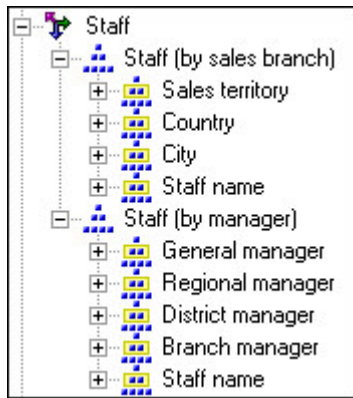 Staff
Staff (by sales branch)
Sales territory
Country
City
Staff name
Staff (by manager)
General manager
Regional manager
District manager
Branch manager
Staff name